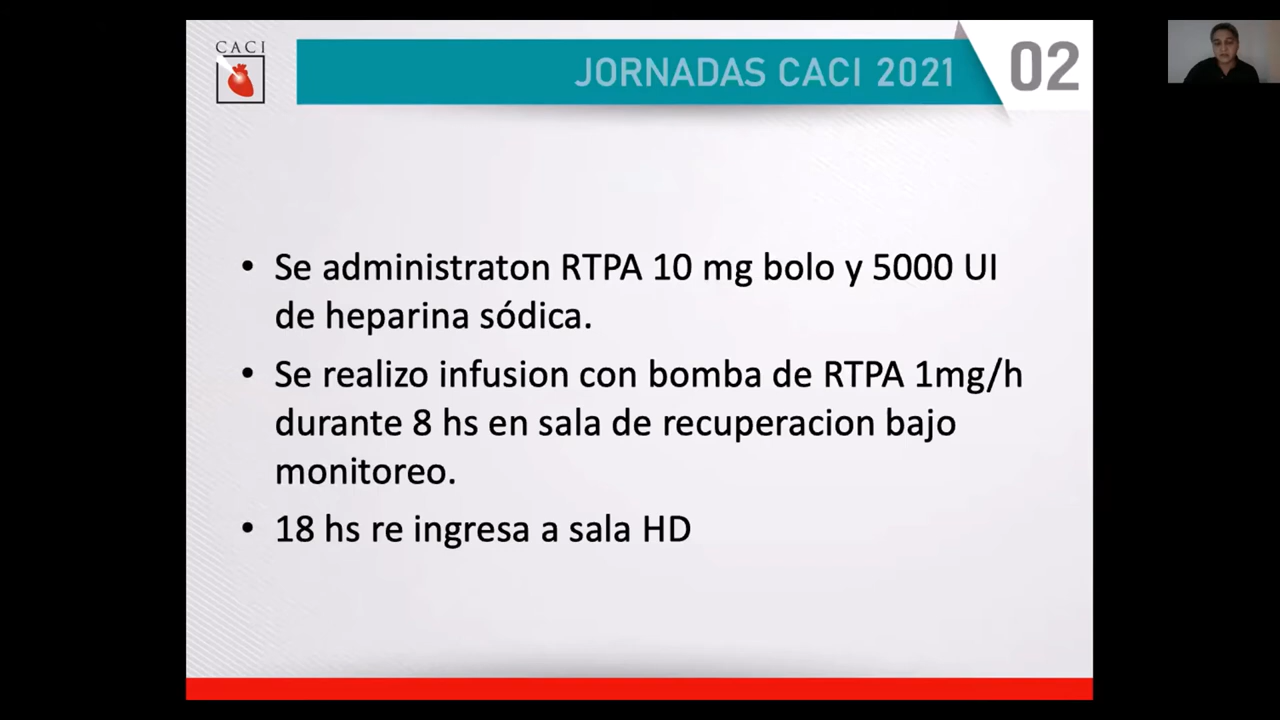 CACI
JORNADAS CACI 2021
02
• Se administraton RTPA 10 mg bolo y 5000 UI
de heparina sódica.
• Se realizo infusion con bomba de RTPA 1mg/h
durante 8 hs en sala de recuperacion bajo
monitoreo.
• 18 hs re ingresa a sala HD